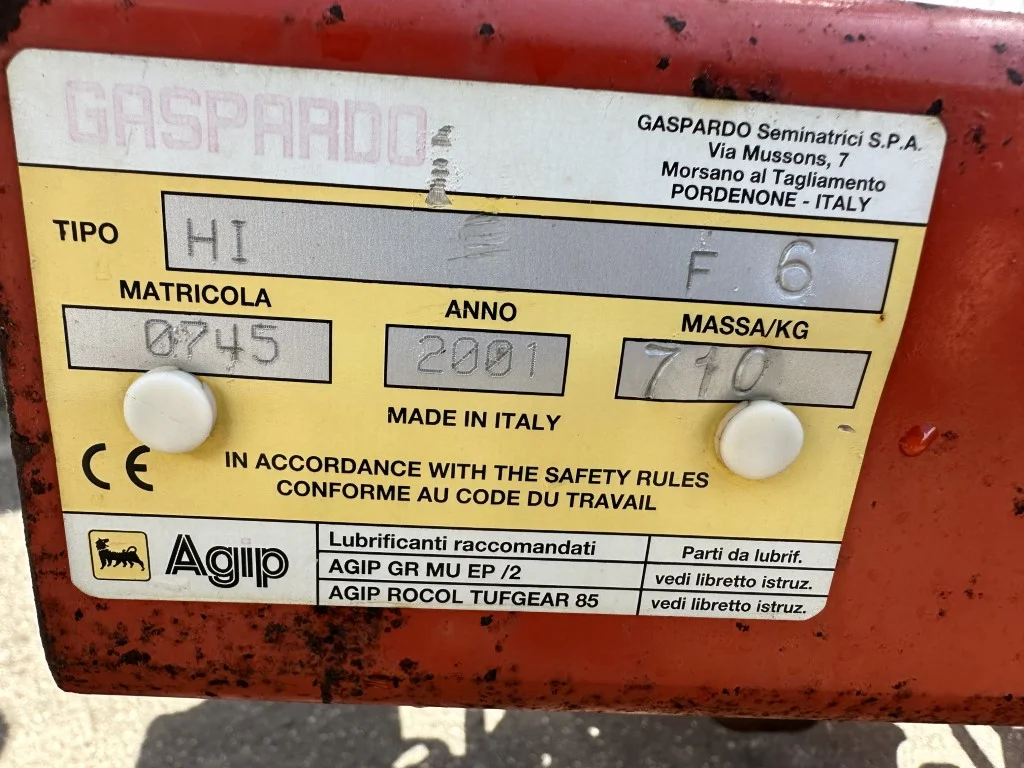 GASPARDO
GASPARDO Seminatrici S.P.A.
Via Mussons, 7
Morsano al Tagliamento
PORDENONE - ITALY
TIPO HI F 6
MATRICOLA ANNO MASSA/KG
0745 2001 710
MADE IN ITALY
CE IN ACCORDANCE WITH THE SAFETY RULES
CONFORME AU CODE DU TRAVAIL
Agip
Lubrificanti raccomandati Parti da lubrif.
AGIP GR MU EP /2 vedi libretto istruz.
AGIP ROCOL TUFGEAR 85 vedi libretto istruz.